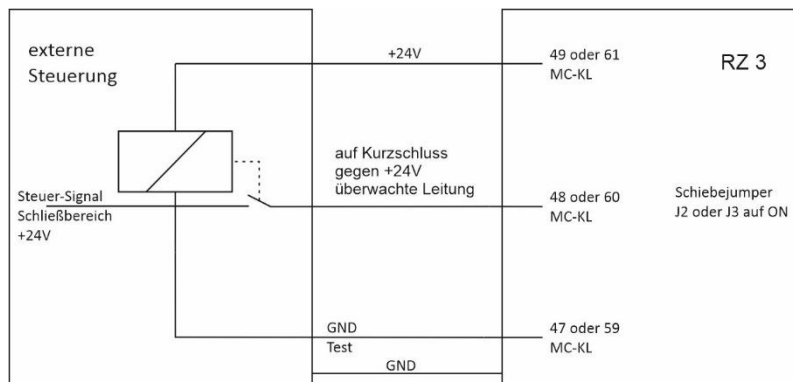 externe
Steuerung
+24V
49 oder 61
MC-KL
RZ 3
auf Kurzschluss
gegen +24V
überwachte Leitung
Steuer-Signal
Schließbereich
+24V
48 oder 60
MC-KL
Schiebejumper
J2 oder J3 auf ON
GND
Test
47 oder 59
MC-KL
GND